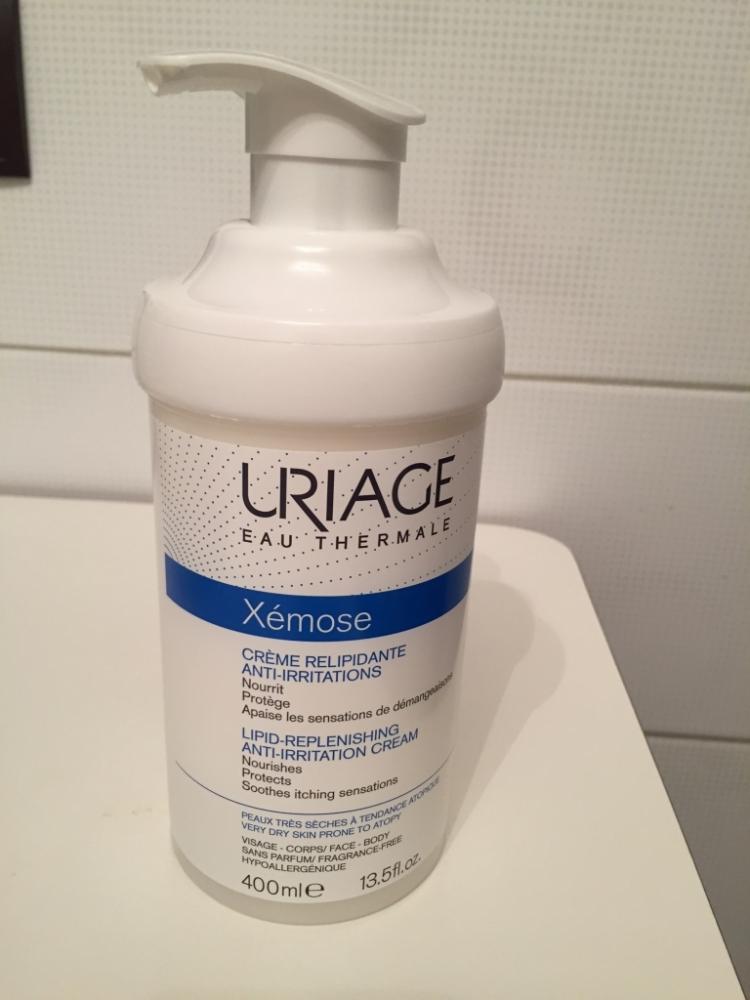 URIAGE
EAU THERMALE
Xémose
CRÈME RELIPIDANTE
ANTI-IRRITATIONS
Nourrit
Protège
Apaise les sensations de démangeaisons
LIPID-REPLENISHING
ANTI-IRRITATION CREAM
Nourishes
Protects
Soothes itching sensations
PEAUX TRÈS SÈCHES À TENDANCE ATOPIQUE
VERY DRY SKIN PRONE TO ATOPY
VISAGE - CORPS/ FACE - BODY
SANS PARFUM/ FRAGRANCE-FREE
HYPOALLERGÉNIQUE
400ml℮ 13.5fl.oz.